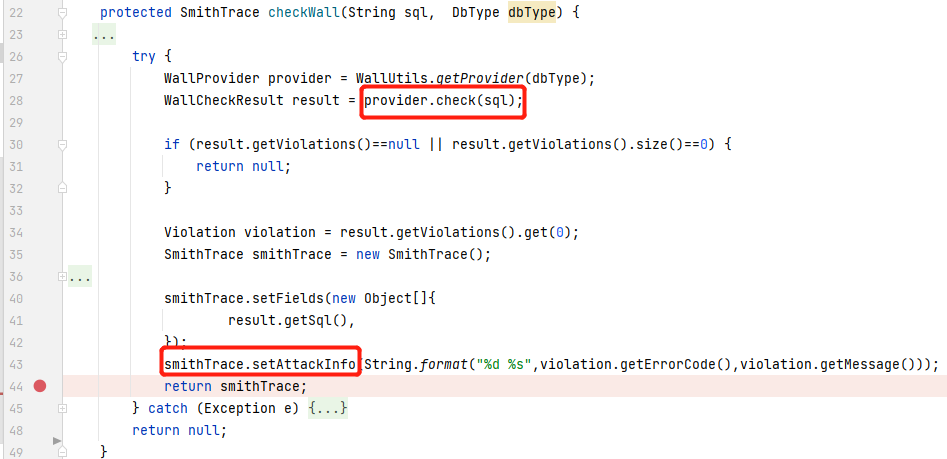 22 protected SmithTrace checkWall(String sql,  DbType dbType) {
23 ...
26 try {
27 WallProvider provider = WallUtils.getProvider(dbType);
28 WallCheckResult result = provider.check(sql);
29
30 if (result.getViolations()==null || result.getViolations().size()==0) {
31 return null;
32 }
33
34 Violation violation = result.getViolations().get(0);
35 SmithTrace smithTrace = new SmithTrace();
36 ...
40 smithTrace.setFields(new Object[]{
41 result.getSql(),
42 });
43 smithTrace.setAttackInfo(String.format("%d %s",violation.getErrorCode(),violation.getMessage()));
44 return smithTrace;
45 } catch (Exception e) {...}
48 return null;
49 }